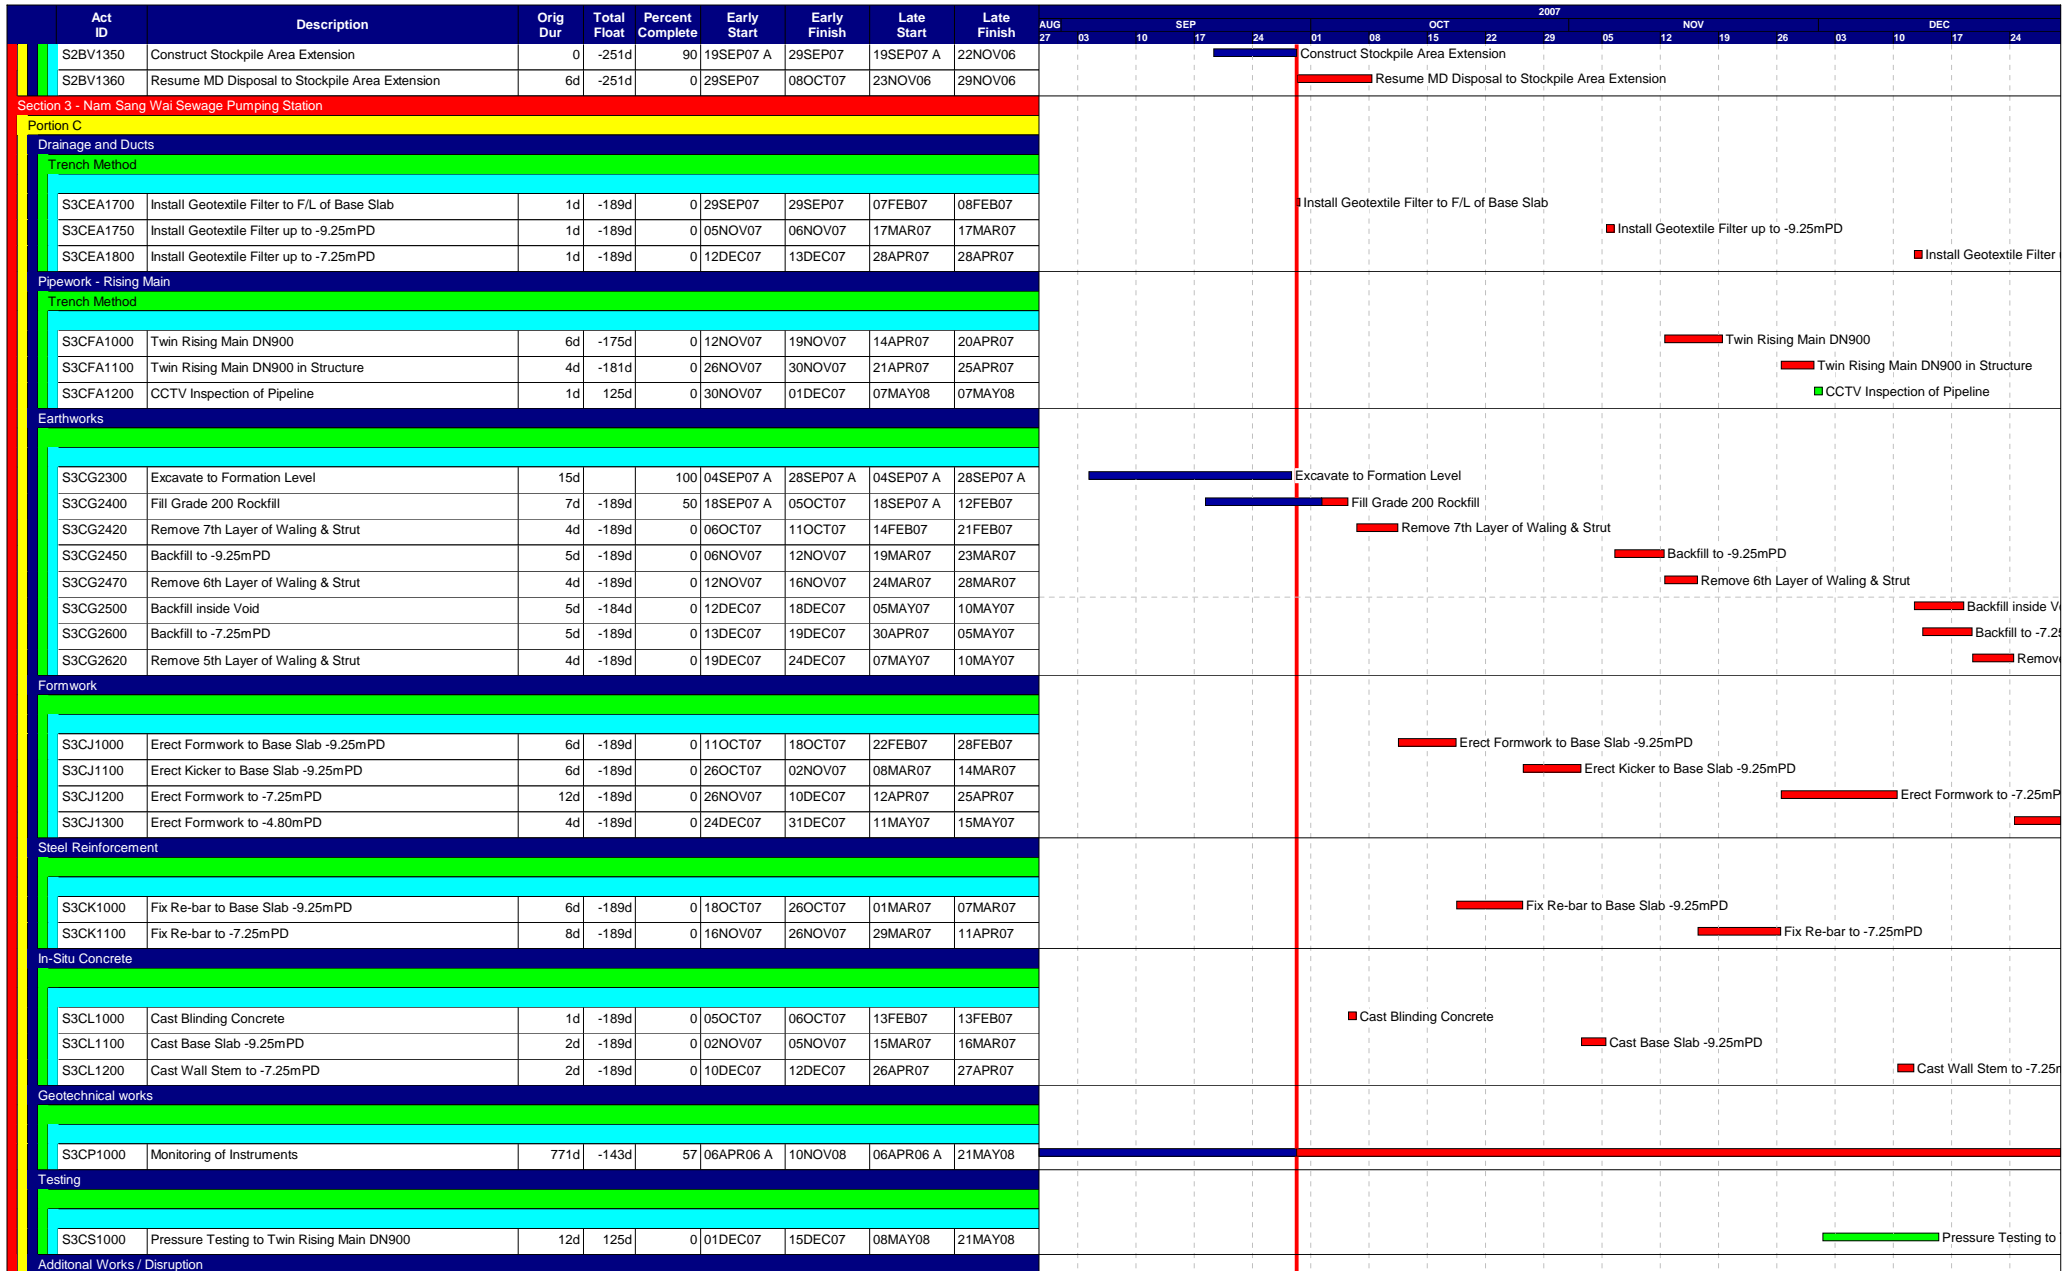 Act ID Description Orig Dur Total Float Percent Complete Early Start Early Finish Late Start Late Finish
2007
AUG SEP OCT NOV DEC
27 03 10 17 24 01 08 15 22 29 05 12 19 26 03 10 17 24
S2BV1350 Construct Stockpile Area Extension 0 -251d 90 19SEP07 A 29SEP07 19SEP07 A 22NOV06 Construct Stockpile Area Extension
S2BV1360 Resume MD Disposal to Stockpile Area Extension 6d -251d 0 29SEP07 08OCT07 23NOV06 29NOV06 Resume MD Disposal to Stockpile Area Extension
Section 3 - Nam Sang Wai Sewage Pumping Station
Portion C
Drainage and Ducts
Trench Method
S3CEA1700 Install Geotextile Filter to F/L of Base Slab 1d -189d 0 29SEP07 29SEP07 07FEB07 08FEB07 Install Geotextile Filter to F/L of Base Slab
S3CEA1750 Install Geotextile Filter up to -9.25mPD 1d -189d 0 05NOV07 06NOV07 17MAR07 17MAR07 Install Geotextile Filter up to -9.25mPD
S3CEA1800 Install Geotextile Filter up to -7.25mPD 1d -189d 0 12DEC07 13DEC07 28APR07 28APR07 Install Geotextile Filter
Pipework - Rising Main
Trench Method
S3CFA1000 Twin Rising Main DN900 6d -175d 0 12NOV07 19NOV07 14APR07 20APR07 Twin Rising Main DN900
S3CFA1100 Twin Rising Main DN900 in Structure 4d -181d 0 26NOV07 30NOV07 21APR07 25APR07 Twin Rising Main DN900 in Structure
S3CFA1200 CCTV Inspection of Pipeline 1d 125d 0 30NOV07 01DEC07 07MAY08 07MAY08 CCTV Inspection of Pipeline
Earthworks
S3CG2300 Excavate to Formation Level 15d 100 04SEP07 A 28SEP07 A 04SEP07 A 28SEP07 A Excavate to Formation Level
S3CG2400 Fill Grade 200 Rockfill 7d -189d 50 18SEP07 A 05OCT07 18SEP07 A 12FEB07 Fill Grade 200 Rockfill
S3CG2420 Remove 7th Layer of Waling & Strut 4d -189d 0 06OCT07 11OCT07 14FEB07 21FEB07 Remove 7th Layer of Waling & Strut
S3CG2450 Backfill to -9.25mPD 5d -189d 0 06NOV07 12NOV07 19MAR07 23MAR07 Backfill to -9.25mPD
S3CG2470 Remove 6th Layer of Waling & Strut 4d -189d 0 12NOV07 16NOV07 24MAR07 28MAR07 Remove 6th Layer of Waling & Strut
S3CG2500 Backfill inside Void 5d -184d 0 12DEC07 18DEC07 05MAY07 10MAY07 Backfill inside V
S3CG2600 Backfill to -7.25mPD 5d -189d 0 13DEC07 19DEC07 30APR07 05MAY07 Backfill to -7.25
S3CG2620 Remove 5th Layer of Waling & Strut 4d -189d 0 19DEC07 24DEC07 07MAY07 10MAY07 Remov
Formwork
S3CJ1000 Erect Formwork to Base Slab -9.25mPD 6d -189d 0 11OCT07 18OCT07 22FEB07 28FEB07 Erect Formwork to Base Slab -9.25mPD
S3CJ1100 Erect Kicker to Base Slab -9.25mPD 6d -189d 0 26OCT07 02NOV07 08MAR07 14MAR07 Erect Kicker to Base Slab -9.25mPD
S3CJ1200 Erect Formwork to -7.25mPD 12d -189d 0 26NOV07 10DEC07 12APR07 25APR07 Erect Formwork to -7.25mP
S3CJ1300 Erect Formwork to -4.80mPD 4d -189d 0 24DEC07 31DEC07 11MAY07 15MAY07
Steel Reinforcement
S3CK1000 Fix Re-bar to Base Slab -9.25mPD 6d -189d 0 18OCT07 26OCT07 01MAR07 07MAR07 Fix Re-bar to Base Slab -9.25mPD
S3CK1100 Fix Re-bar to -7.25mPD 8d -189d 0 16NOV07 26NOV07 29MAR07 11APR07 Fix Re-bar to -7.25mPD
In-Situ Concrete
S3CL1000 Cast Blinding Concrete 1d -189d 0 05OCT07 06OCT07 13FEB07 13FEB07 Cast Blinding Concrete
S3CL1100 Cast Base Slab -9.25mPD 2d -189d 0 02NOV07 05NOV07 15MAR07 16MAR07 Cast Base Slab -9.25mPD
S3CL1200 Cast Wall Stem to -7.25mPD 2d -189d 0 10DEC07 12DEC07 26APR07 27APR07 Cast Wall Stem to -7.25
Geotechnical works
S3CP1000 Monitoring of Instruments 771d -143d 57 06APR06 A 10NOV08 06APR06 A 21MAY08
Testing
S3CS1000 Pressure Testing to Twin Rising Main DN900 12d 125d 0 01DEC07 15DEC07 08MAY08 21MAY08 Pressure Testing to
Additonal Works / Disruption